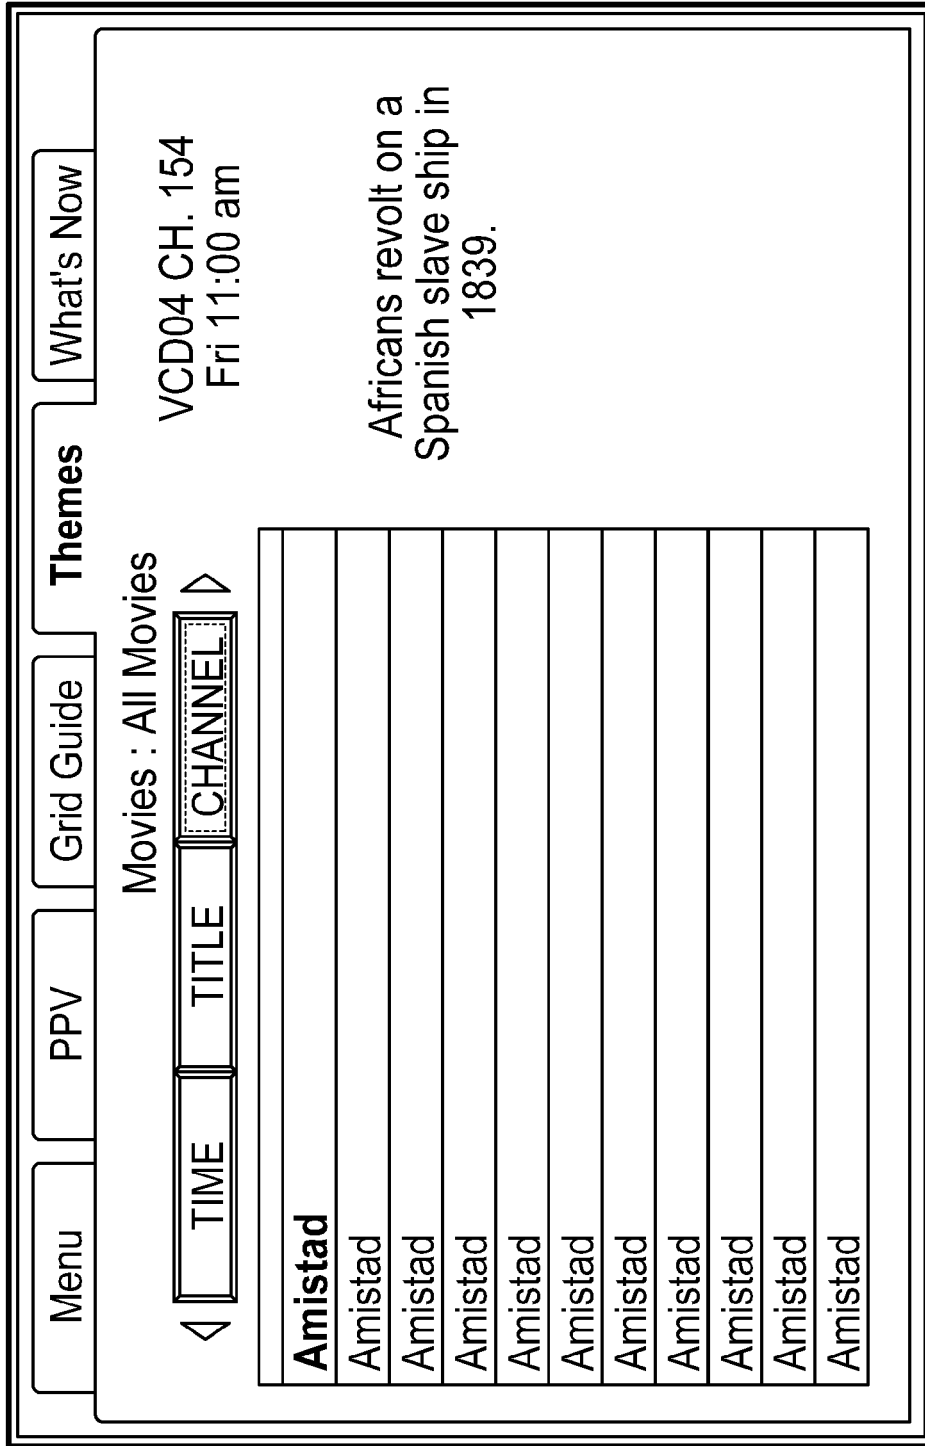 Menu
PPV
Grid Guide
Themes
What's Now
Movies : All Movies
TIME
TITLE
CHANNEL
VCD04 CH. 154
Fri 11:00 am
Amistad
Amistad
Amistad
Amistad
Amistad
Amistad
Amistad
Amistad
Amistad
Amistad
Amistad
Africans revolt on a
Spanish slave ship in
1839.